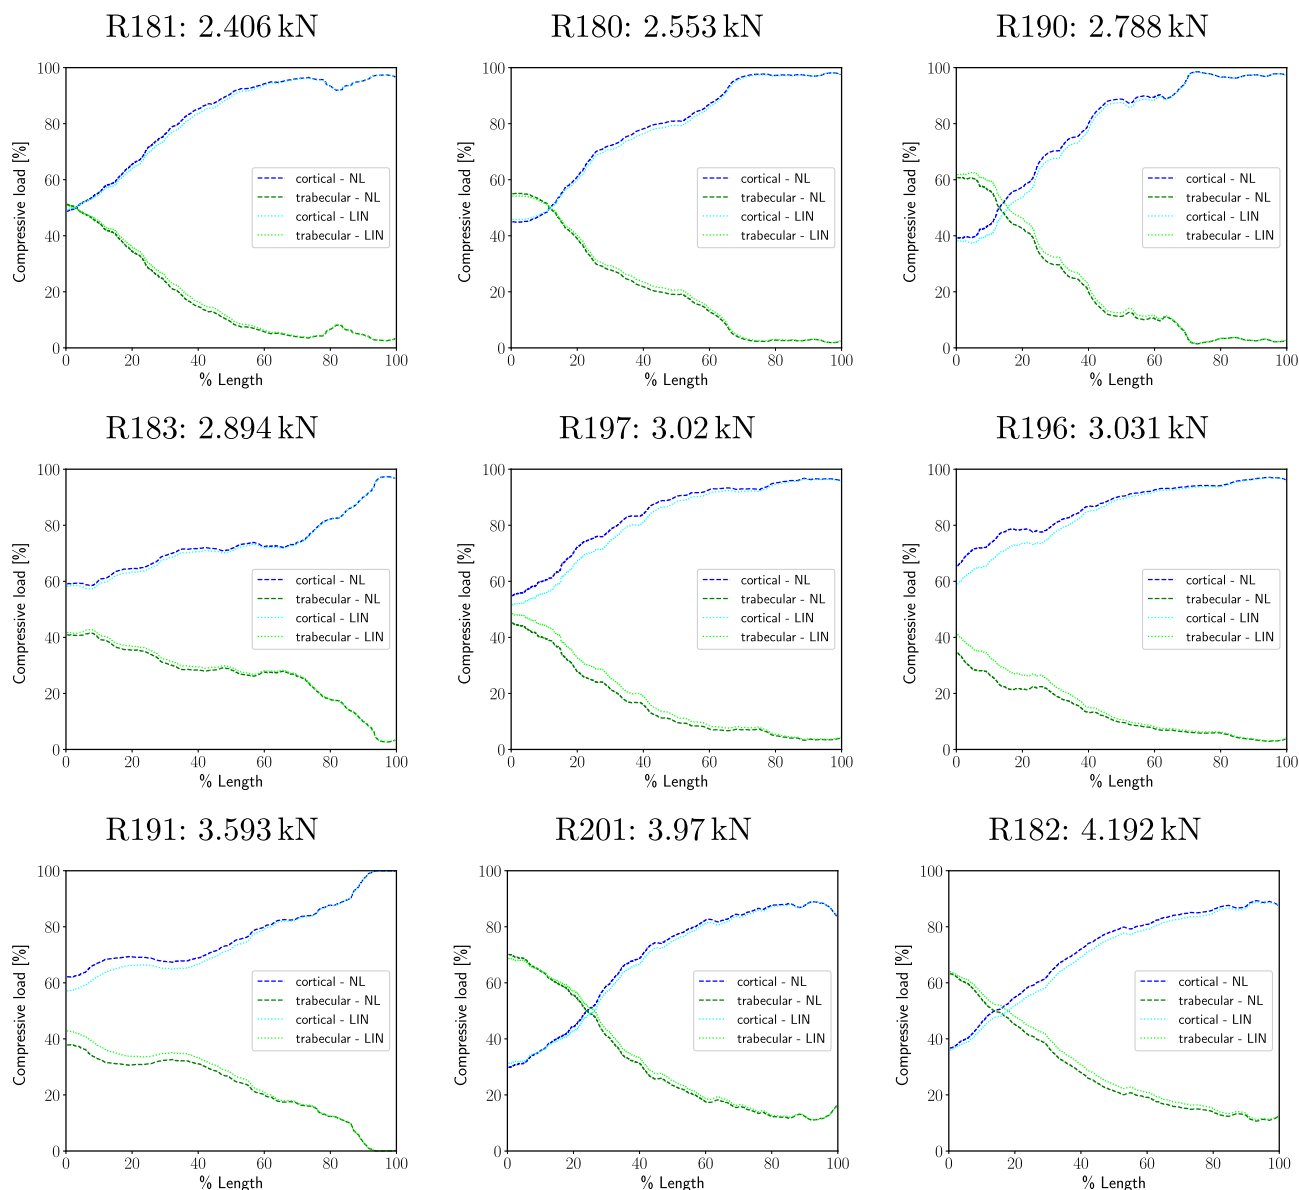 R181: 2.406 kN
R180: 2.553 kN
R190: 2.788 kN
Compressive load [%]
100
80
60
40
20
0
cortical - NL
trabecular - NL
cortical - LIN
trabecular - LIN
0 20 40 60 80 100
% Length
Compressive load [%]
100
80
60
40
20
0
cortical - NL
trabecular - NL
cortical - LIN
trabecular - LIN
0 20 40 60 80 100
% Length
Compressive load [%]
100
80
60
40
20
0
cortical - NL
trabecular - NL
cortical - LIN
trabecular - LIN
0 20 40 60 80 100
% Length
R183: 2.894 kN
R197: 3.02 kN
R196: 3.031 kN
Compressive load [%]
100
80
60
40
20
0
cortical - NL
trabecular - NL
cortical - LIN
trabecular - LIN
0 20 40 60 80 100
% Length
Compressive load [%]
100
80
60
40
20
0
cortical - NL
trabecular - NL
cortical - LIN
trabecular - LIN
0 20 40 60 80 100
% Length
Compressive load [%]
100
80
60
40
20
0
cortical - NL
trabecular - NL
cortical - LIN
trabecular - LIN
0 20 40 60 80 100
% Length
R191: 3.593 kN
R201: 3.97 kN
R182: 4.192 kN
Compressive load [%]
100
80
60
40
20
0
cortical - NL
trabecular - NL
cortical - LIN
trabecular - LIN
0 20 40 60 80 100
% Length
Compressive load [%]
100
80
60
40
20
0
cortical - NL
trabecular - NL
cortical - LIN
trabecular - LIN
0 20 40 60 80 100
% Length
Compressive load [%]
100
80
60
40
20
0
cortical - NL
trabecular - NL
cortical - LIN
trabecular - LIN
0 20 40 60 80 100
% Length